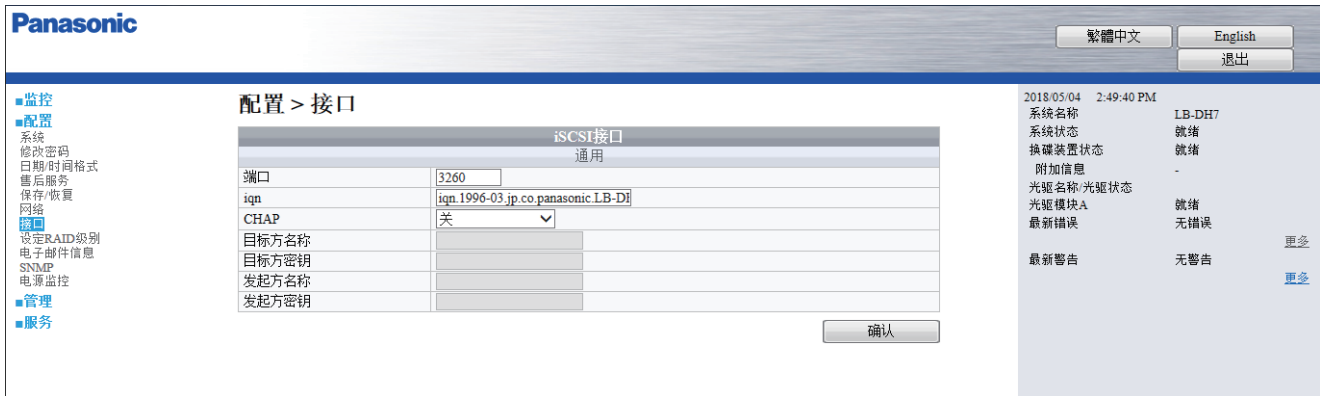 Panasonic
繁體中文
English
退出
■监控
■配置
系统
修改密码
日期/时间格式
售后服务
保存/恢复
网络
接口
设定RAID级别
电子邮件信息
SNMP
电源监控
■管理
■服务
配置 > 接口
iSCSI接口
通用
端口 3260
iqn iqn.1996-03.jp.co.panasonic.LB-DH
CHAP 关
目标方名称
目标方密钥
发起方名称
发起方密钥
确认
2018/05/04 2:49:40 PM
系统名称 LB-DH7
系统状态 就绪
换碟装置状态 就绪
附加信息 -
光驱名称/光驱状态
光驱模块A 就绪
最新错误 无错误
更多
最新警告 无警告
更多